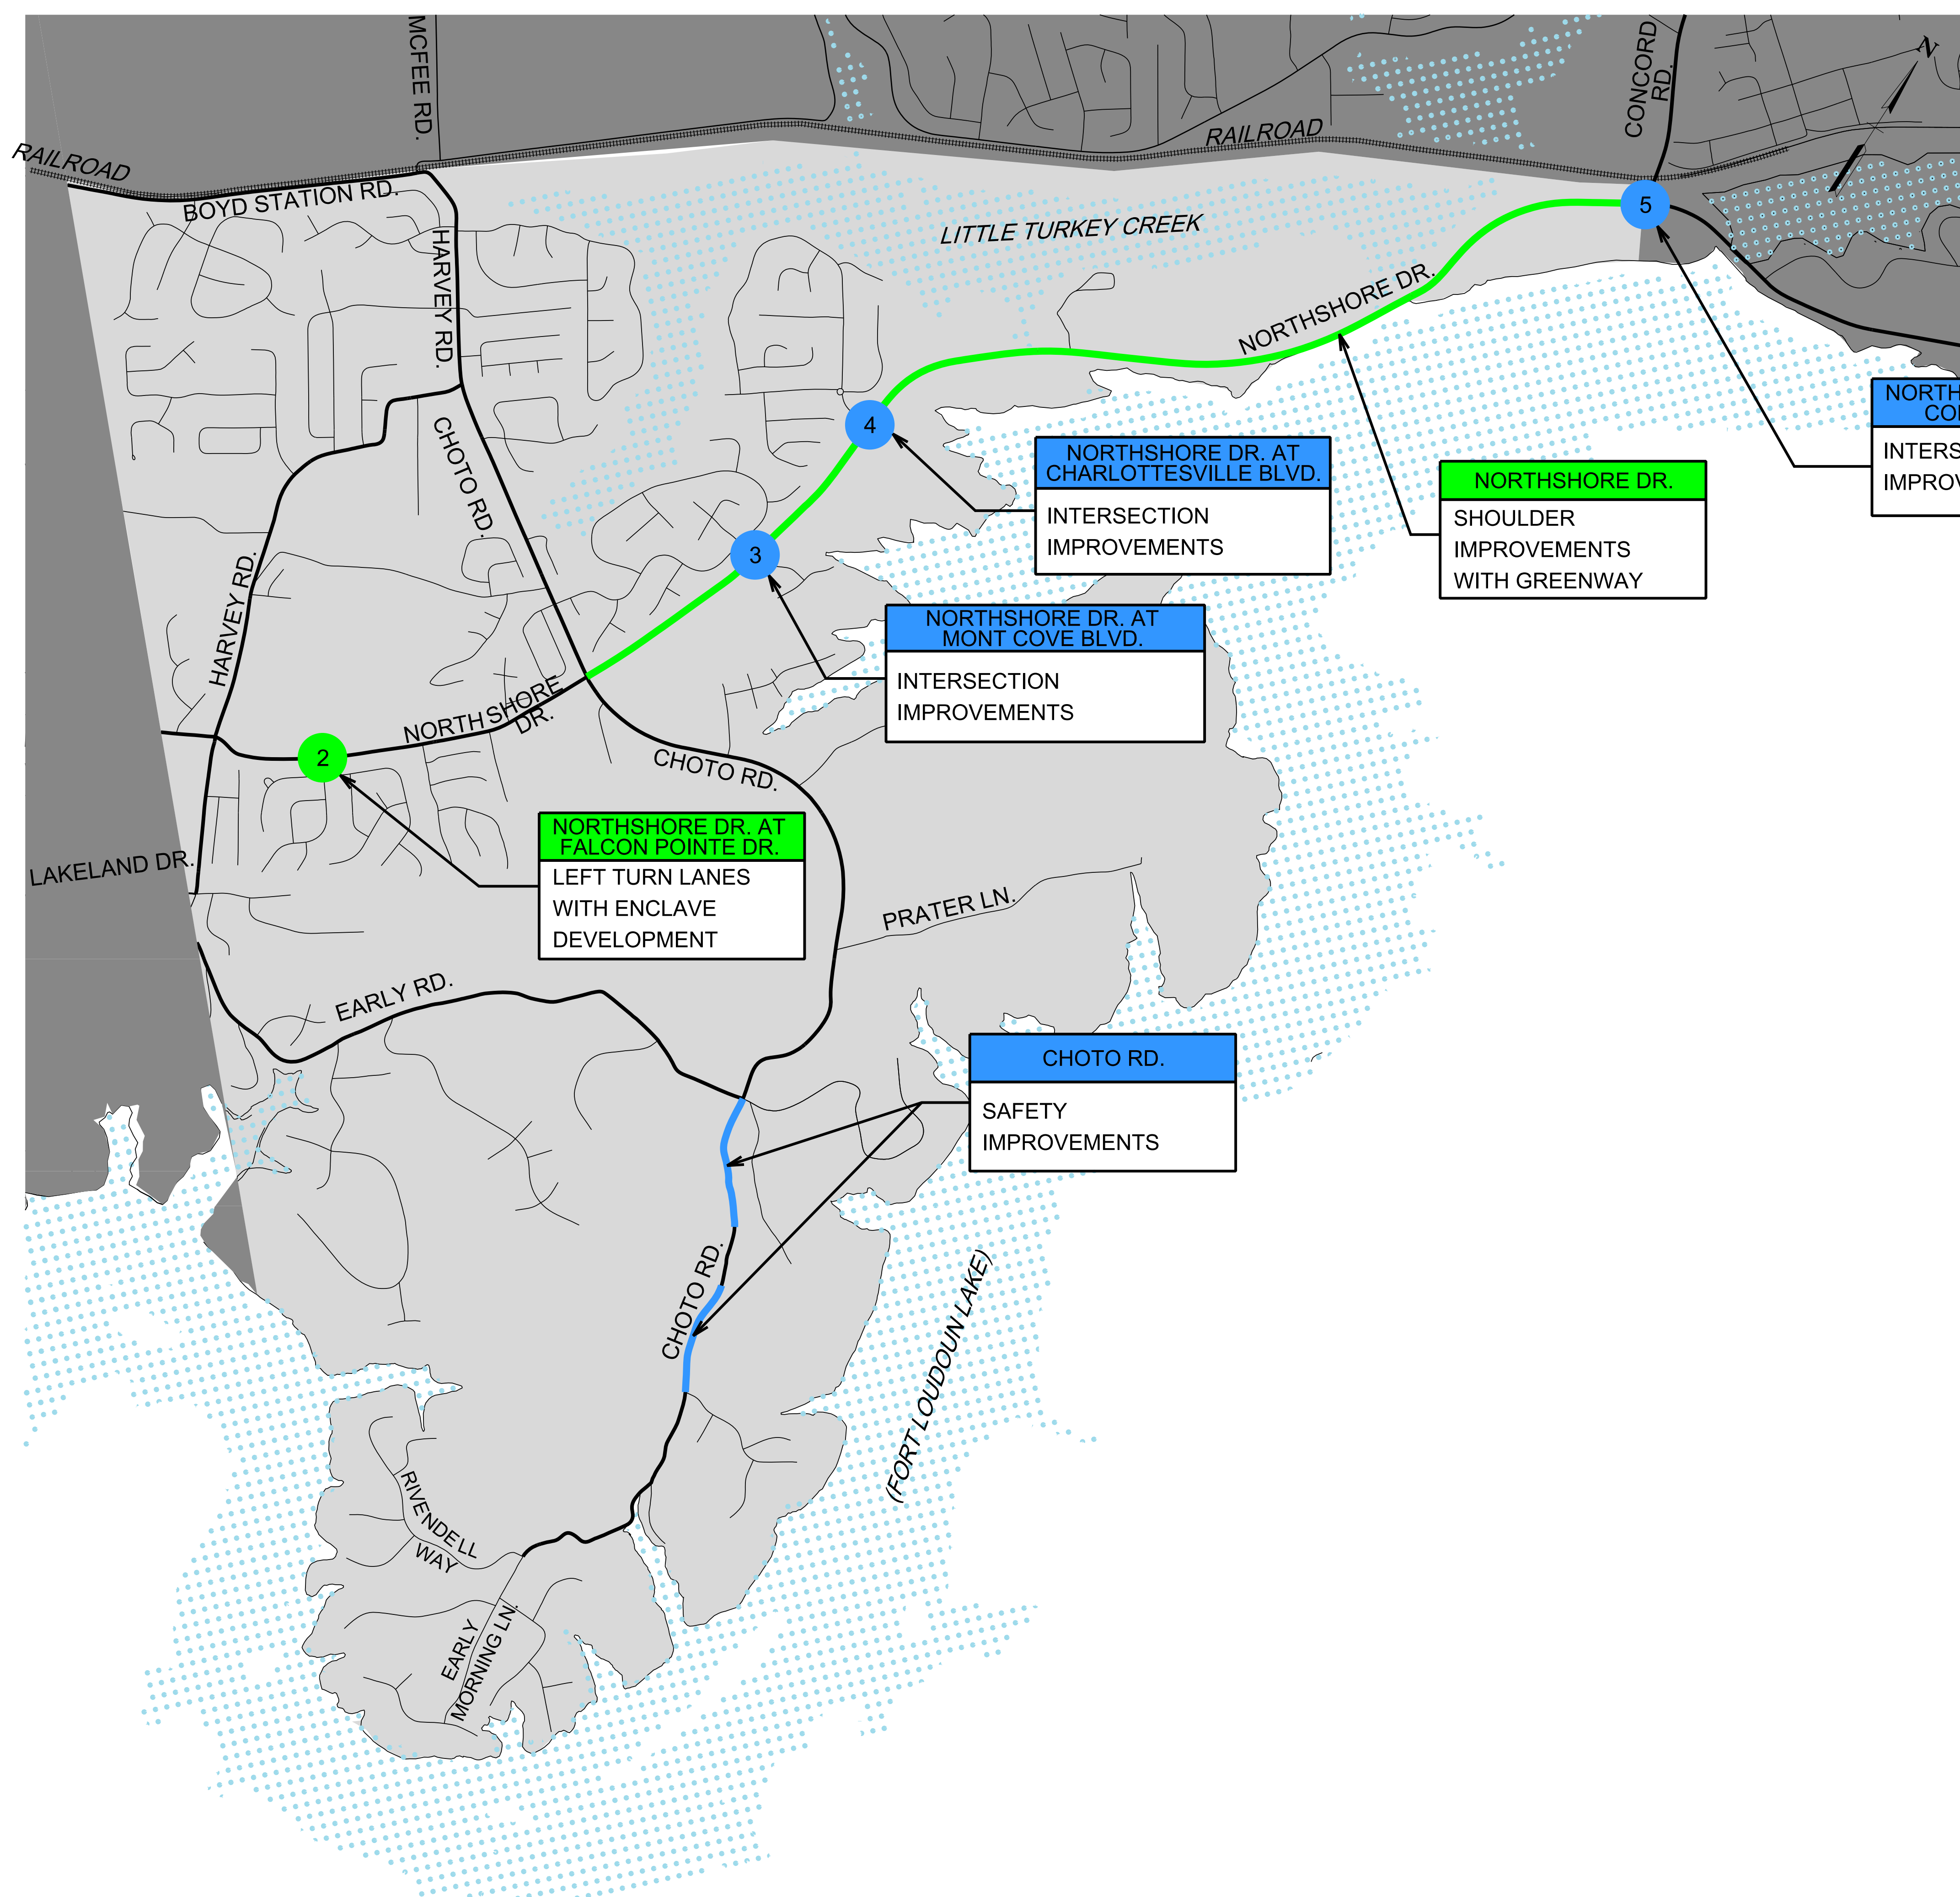 MCFEE RD.
CONCORD
RD.
N
RAILROAD
RAILROAD
BOYD STATION RD.
HARVEY RD.
LITTLE TURKEY CREEK
5
NORTHSHORE DR.
NORTH
CO
INTERS
IMPROV
4
CHOTO RD.
NORTHSHORE DR. AT
CHARLOTTESVILLE BLVD.
INTERSECTION
IMPROVEMENTS
NORTHSHORE DR.
SHOULDER
IMPROVEMENTS
WITH GREENWAY
3
HARVEY RD.
NORTHSHORE DR. AT
MONT COVE BLVD.
INTERSECTION
IMPROVEMENTS
NORTH SHORE
DR.
2
CHOTO RD.
NORTHSHORE DR. AT
FALCON POINTE DR.
LEFT TURN LANES
WITH ENCLAVE
DEVELOPMENT
LAKELAND DR.
PRATER LN.
EARLY RD.
CHOTO RD.
SAFETY
IMPROVEMENTS
CHOTO RD.
(FORT LOUDOUN LAKE)
RIVENDELL
WAY
EARLY
MORNING LN.